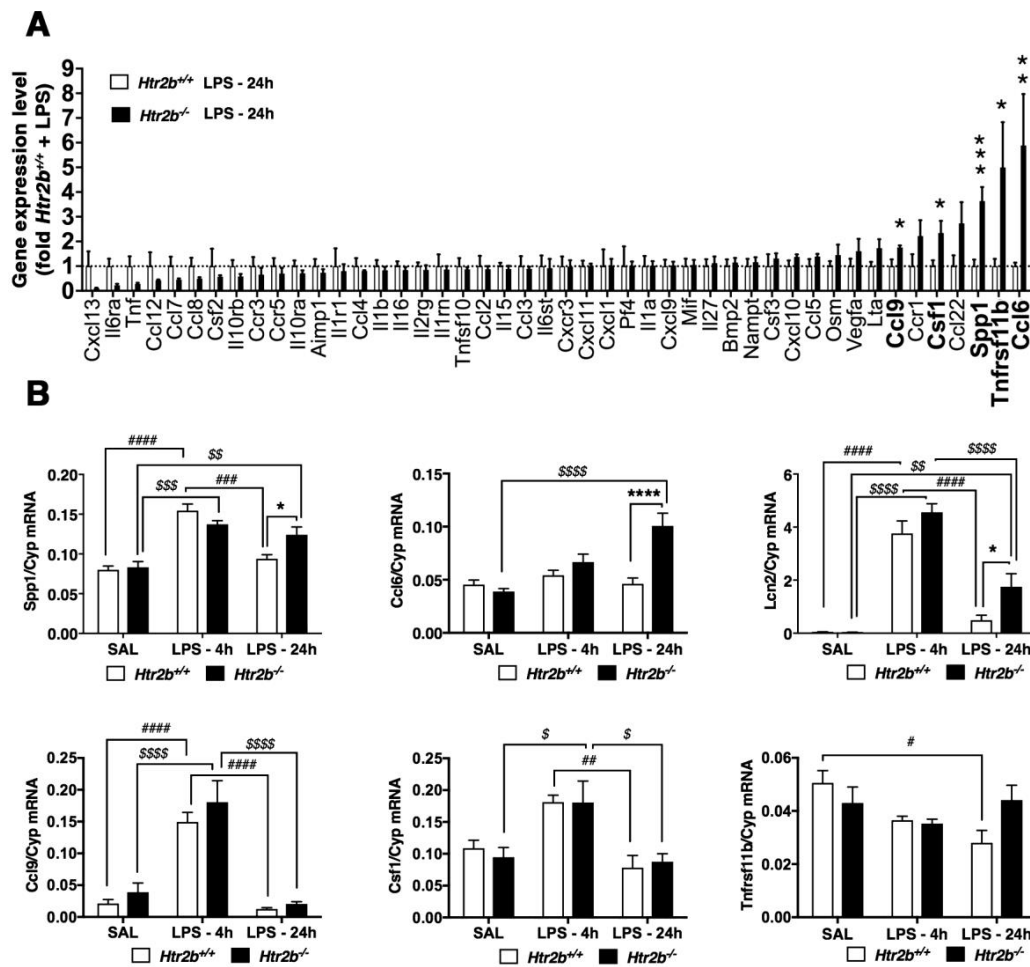 A
Gene expression level
(fold Htr2b+/+ + LPS)
9
8
7
6
5
4
3
2
1
0
Htr2b+/+ LPS - 24h
Htr2b-/- LPS - 24h
* * *** * **
Cxcl13 Il6ra Tnf Ccl12 Ccl7 Ccl8 Csf2 Il10rb Ccr3 Ccr5 Il10ra Aimp1 Il1r1 Ccl4 Il1b Il16 Il2rg Il1rn Tnfsf10 Ccl2 Il15 Ccl3 Il6st Cxcr3 Cxcl11 Cxcl1 Pf4 Il1a Cxcl9 Mif Il27 Bmp2 Nampt Csf3 Cxcl10 Ccl5 Osm Vegfa Lta Ccl9 Ccr1 Csf1 Ccl22 Spp1 Tnfrsf11b Ccl6
B
Spp1/Cyp mRNA
0.20
0.15
0.10
0.05
0.00
####
$$
$$$
###
*
SAL LPS - 4h LPS - 24h
Htr2b+/+ Htr2b-/-
Ccl6/Cyp mRNA
0.15
0.10
0.05
0.00
$$$$
****
SAL LPS - 4h LPS - 24h
Htr2b+/+ Htr2b-/-
Lcn2/Cyp mRNA
6
4
2
0
#### $$$$
$$
$$$$ ####
*
SAL LPS - 4h LPS - 24h
Htr2b+/+ Htr2b-/-
Ccl9/Cyp mRNA
0.25
0.20
0.15
0.10
0.05
0.00
####
$$$$ $$$$
####
SAL LPS - 4h LPS - 24h
Htr2b+/+ Htr2b-/-
Csf1/Cyp mRNA
0.25
0.20
0.15
0.10
0.05
0.00
$ $
##
SAL LPS - 4h LPS - 24h
Htr2b+/+ Htr2b-/-
Tnfrsf11b/Cyp mRNA
0.06
0.04
0.02
0.00
#
SAL LPS - 4h LPS - 24h
Htr2b+/+ Htr2b-/-